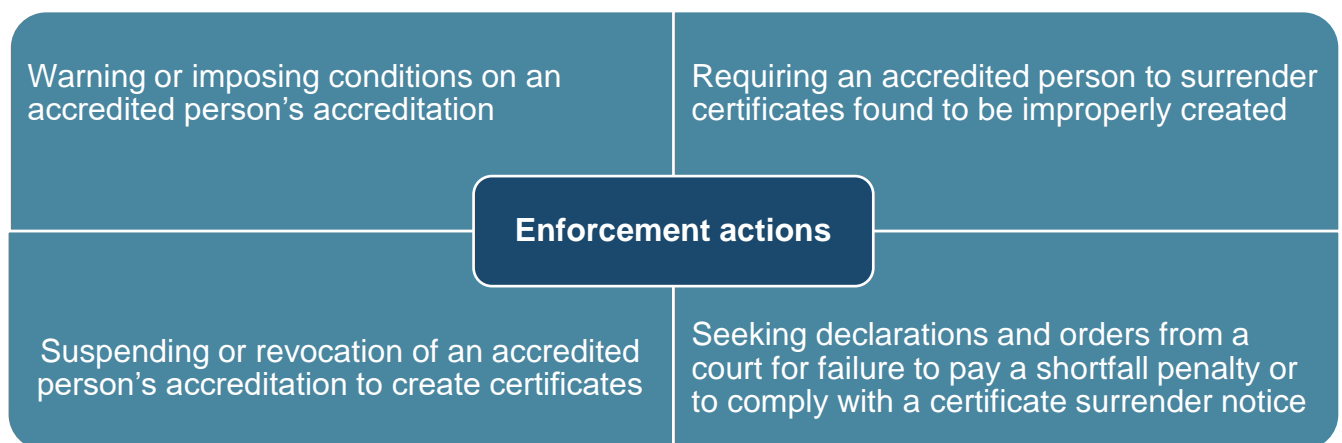 Warning or imposing conditions on an
accredited person’s accreditation
Requiring an accredited person to surrender
certificates found to be improperly created
Enforcement actions
Suspending or revocation of an accredited
person’s accreditation to create certificates
Seeking declarations and orders from a
court for failure to pay a shortfall penalty or
to comply with a certificate surrender notice